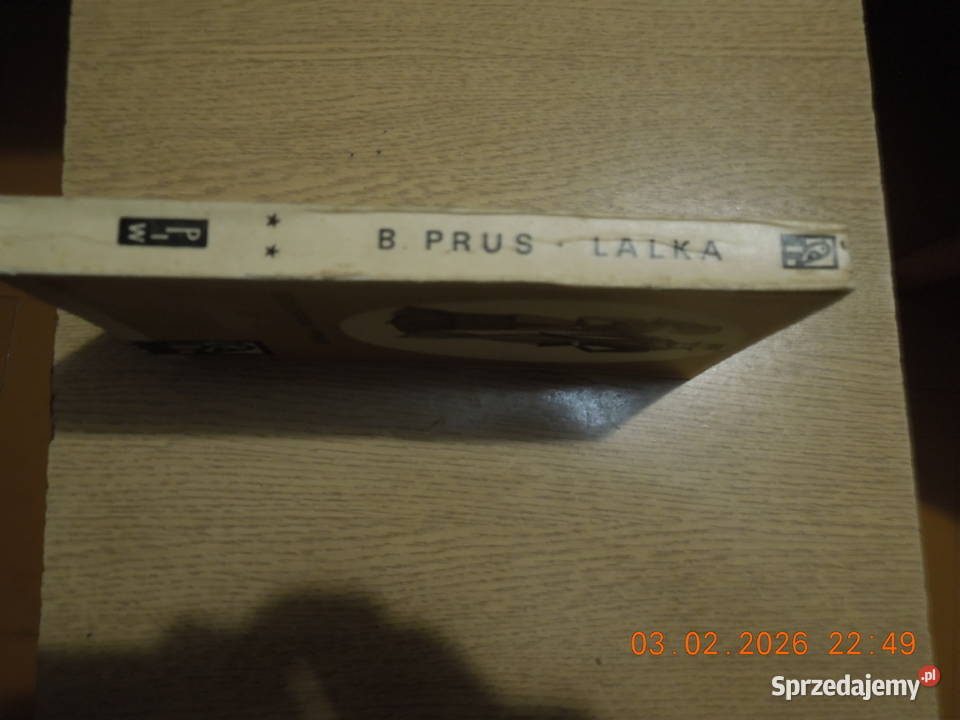 PIW
**
B. PRUS · LALKA
03.02.2026 22:49
Sprzedajemy.pl